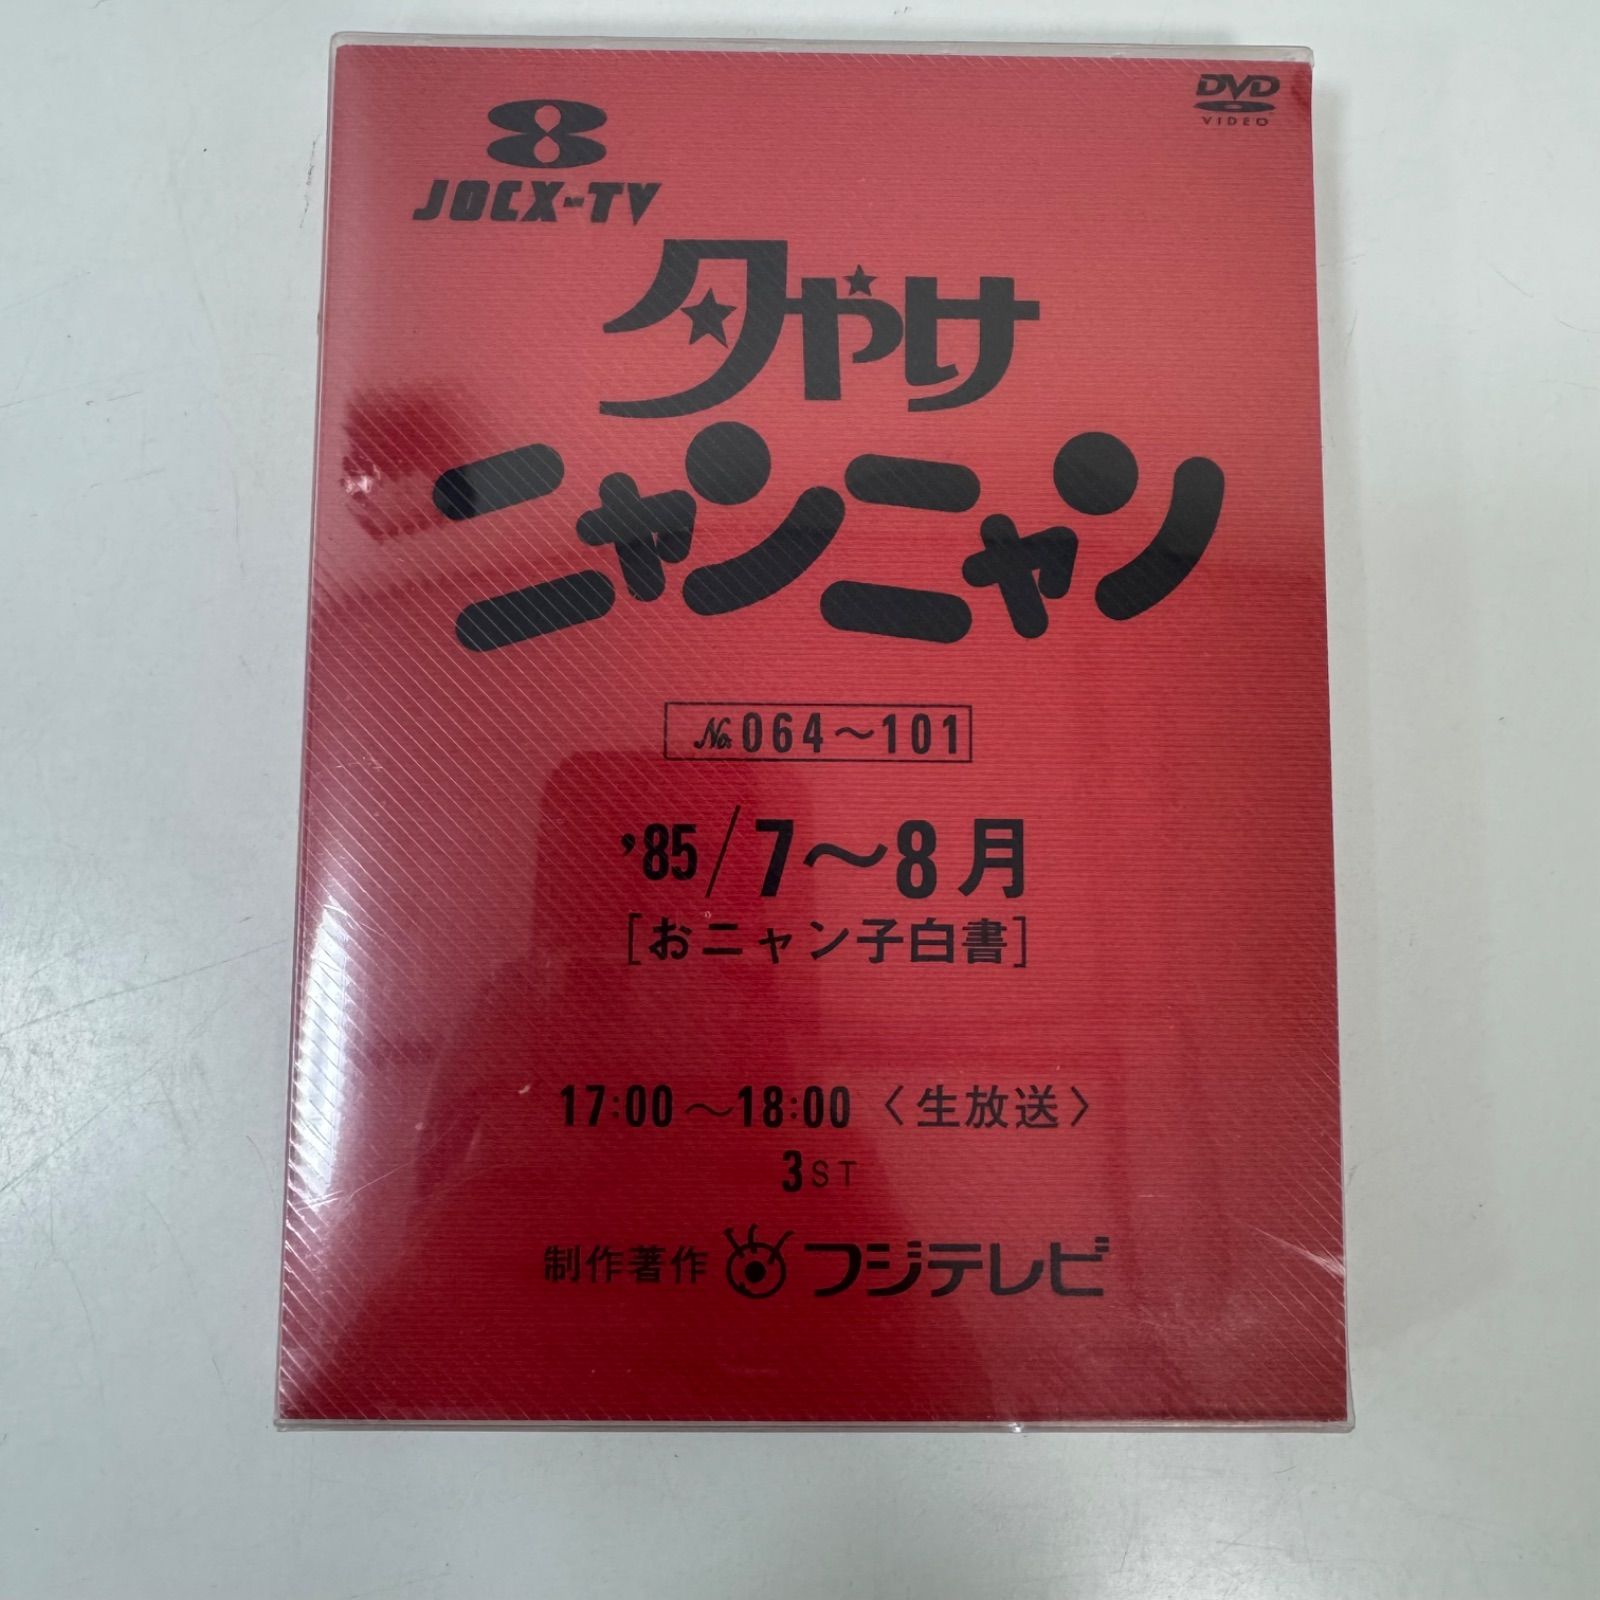 DVD
VIDEO
8
JOCX-TV
夕やけ
ニャンニャン
No.064〜101
'85/7〜8月
[おニャン子白書]
17:00〜18:00〈生放送〉
3ST
制作著作 フジテレビ